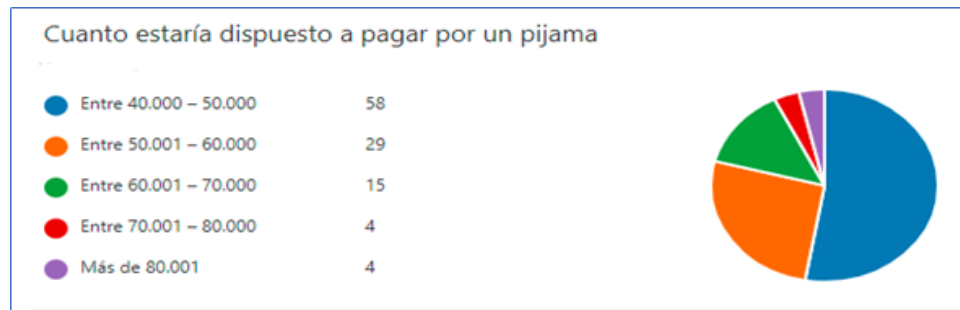 Cuanto estaría dispuesto a pagar por un pijama
Entre 40.000 – 50.000 58
Entre 50.001 – 60.000 29
Entre 60.001 – 70.000 15
Entre 70.001 – 80.000 4
Más de 80.001 4